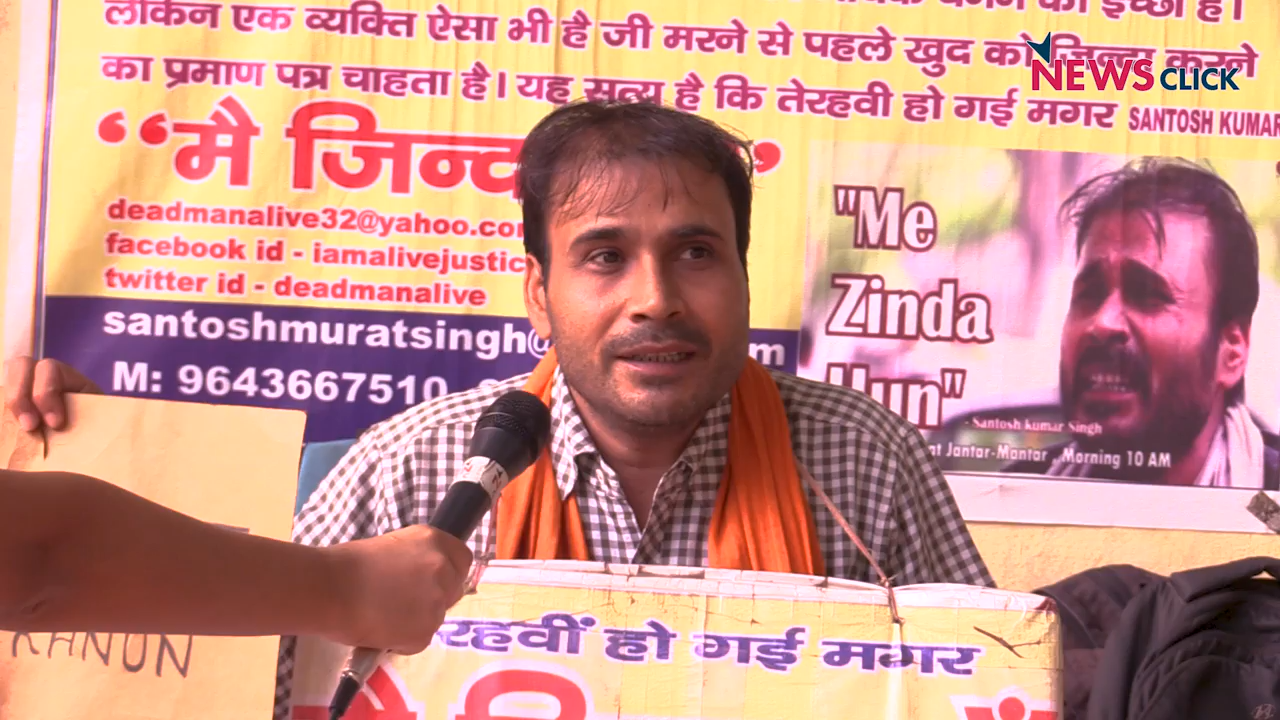 लेकिन एक व्यक्ति ऐसा भी है जी मरने से पहले खुद को जिन्दा करने
का प्रमाण पत्र चाहता है। यह सत्य है कि तेरहवी हो गई मगर SANTOSH KUMAR
NEWSCLICK
“मै
deadmanalive32@yahoo.co
facebook id - iamalivejustic
twitter id - deadmanalive
santoshmuratsingh@
M: 9643667510
"Me
Zinda
Hun"
- Santosh kumar Singh
at Jantar-Mantar , Morning 10 AM
KANUN
रहवीं हो गई मगर